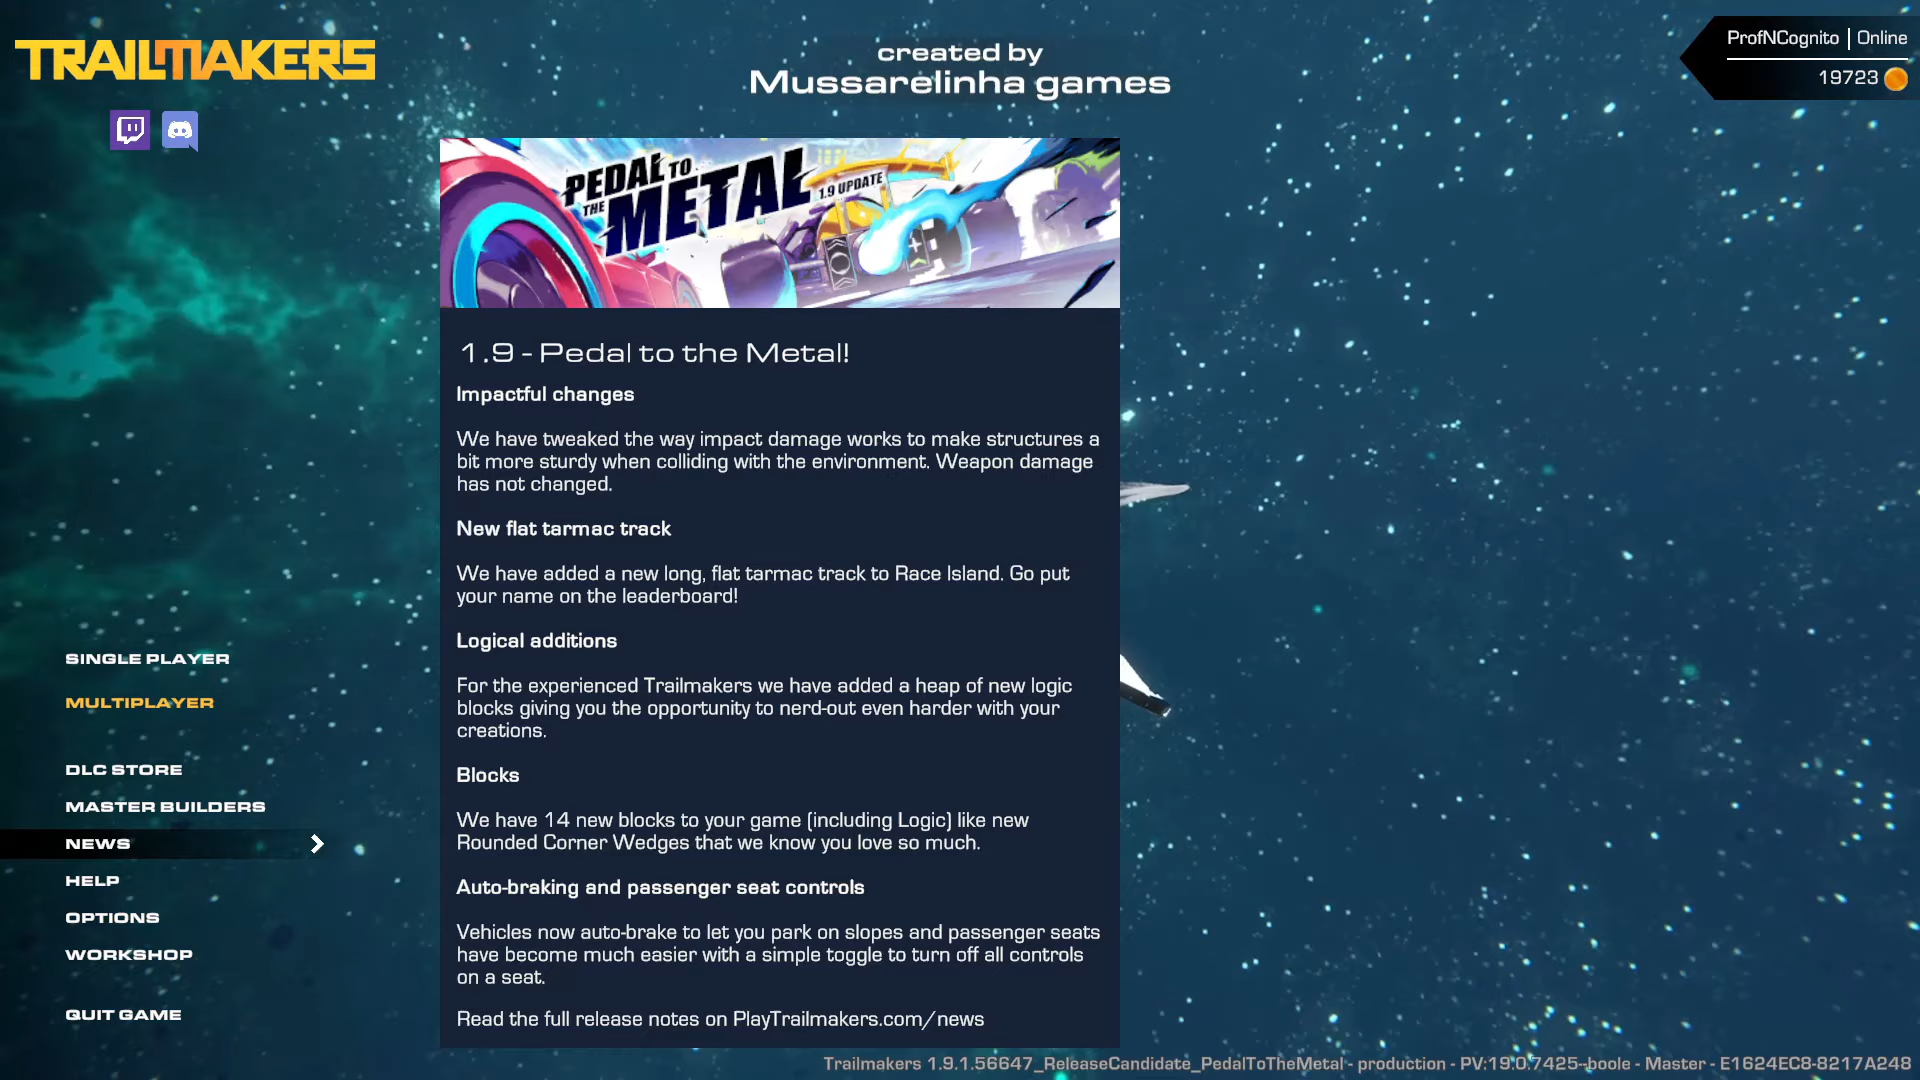 TRAILMAKERS
created by
Mussarelinha games
ProfNCognito | Online
19723
PEDAL TO
THE METAL
1.9 UPDATE
1.9 - Pedal to the Metal!
Impactful changes
We have tweaked the way impact damage works to make structures a
bit more sturdy when colliding with the environment. Weapon damage
has not changed.
New flat tarmac track
We have added a new long, flat tarmac track to Race Island. Go put
your name on the leaderboard!
Logical additions
For the experienced Trailmakers we have added a heap of new logic
blocks giving you the opportunity to nerd-out even harder with your
creations.
Blocks
We have 14 new blocks to your game (including Logic) like new
Rounded Corner Wedges that we know you love so much.
Auto-braking and passenger seat controls
Vehicles now auto-brake to let you park on slopes and passenger seats
have become much easier with a simple toggle to turn off all controls
on a seat.
Read the full release notes on PlayTrailmakers.com/news
SINGLE PLAYER
MULTIPLAYER
DLC STORE
MASTER BUILDERS
NEWS
HELP
OPTIONS
WORKSHOP
QUIT GAME
Trailmakers 1.9.1.56647_ReleaseCandidate_PedalToTheMetal - production - PV:19.0.7425--boole - Master - E1624EC8-8217A248